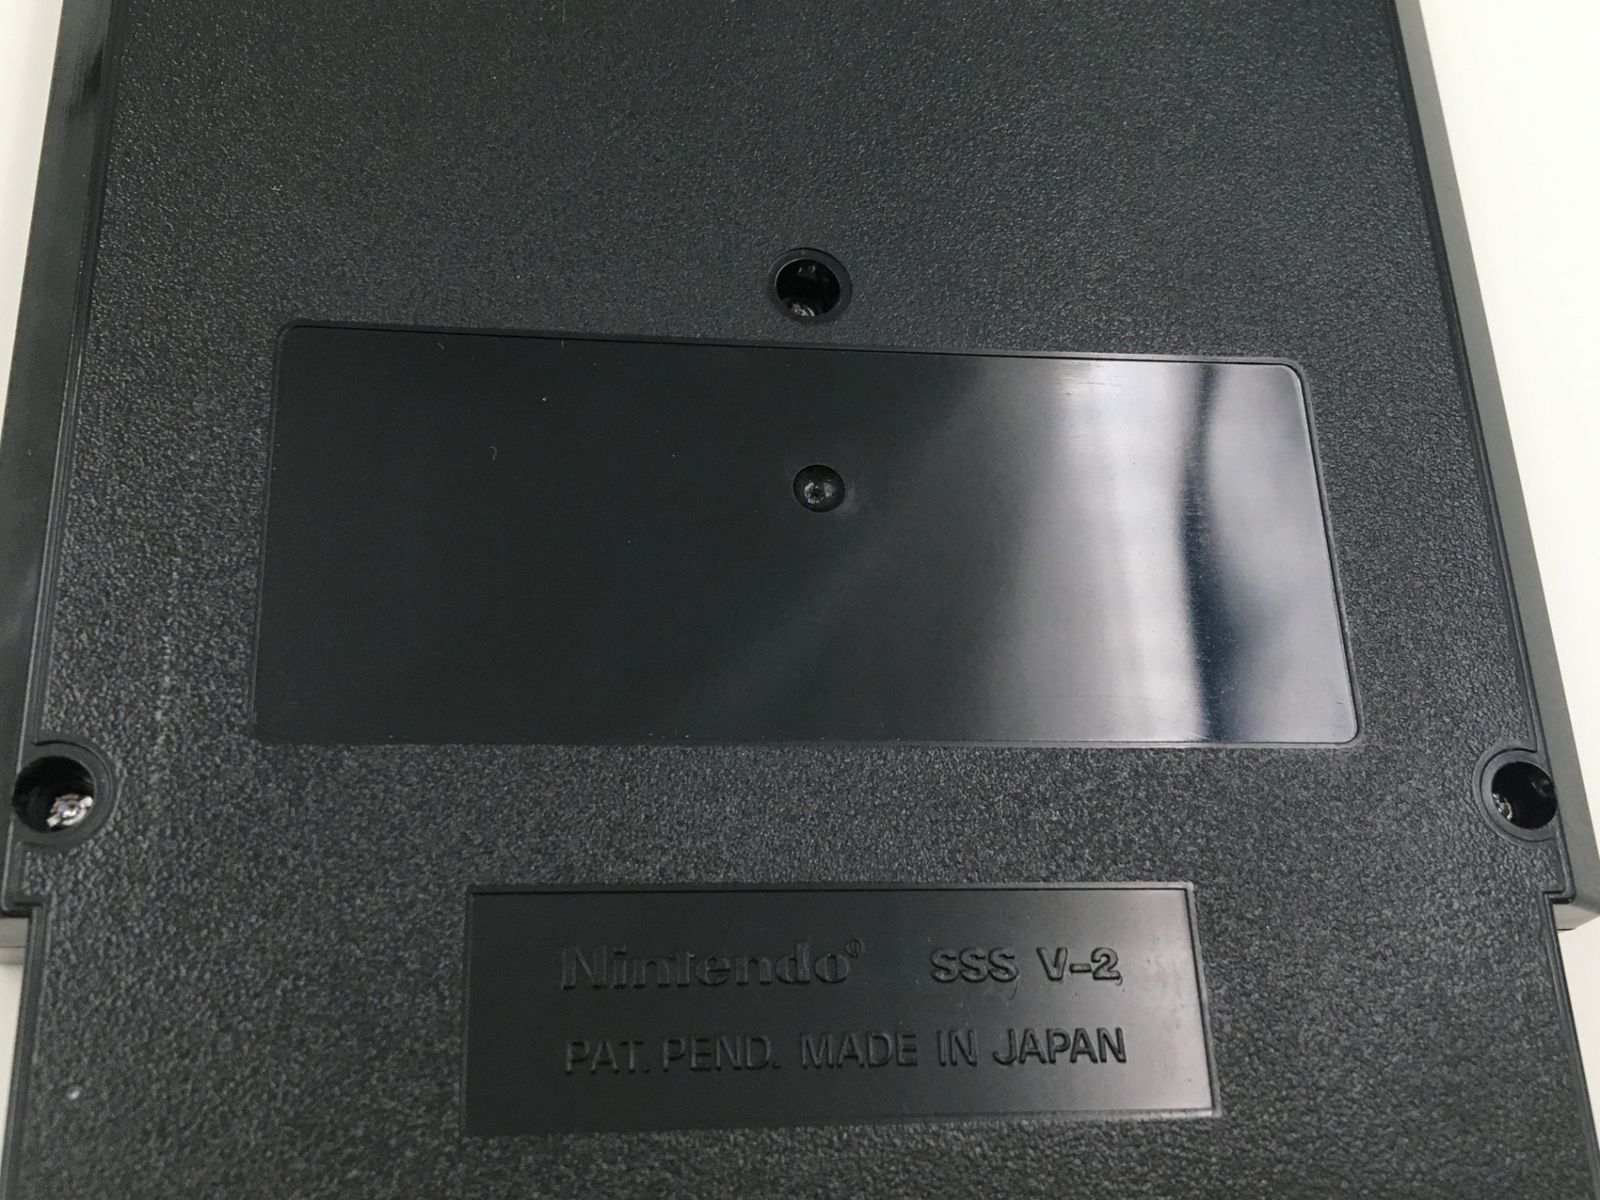 Nintendo® SSS V-2
PAT. PEND. MADE IN JAPAN